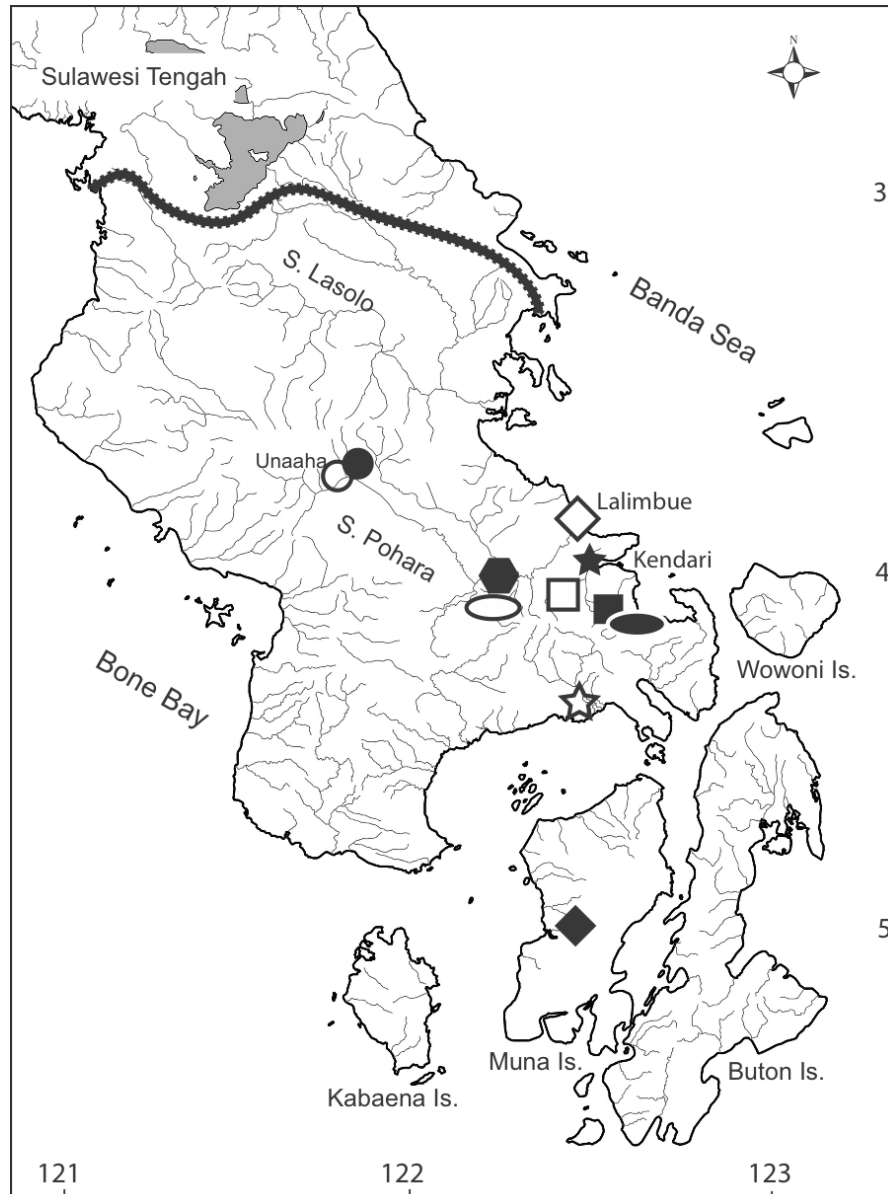 N
Sulawesi Tengah
3
S. Lasolo
Banda Sea
Unaaha
Lalimbue
S. Pohara
Kendari
4
Bone Bay
Wowoni Is.
5
Muna Is.
Buton Is.
Kabaena Is.
121
122
123